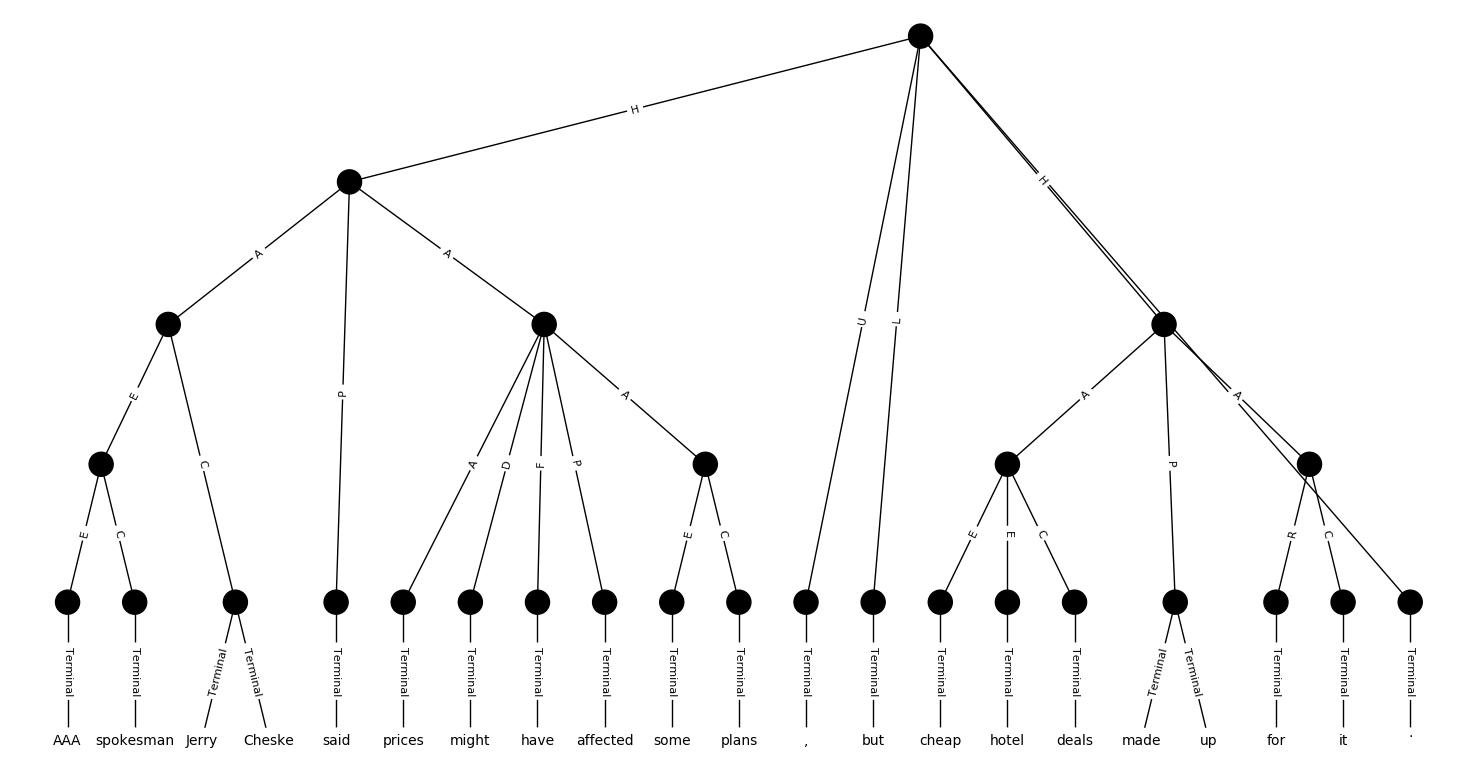 H
H
A
A
U
L
E
C
P
A
A
P
A
E
C
A
D
F
P
E
C
E
E
C
R
C
Terminal Terminal Terminal Terminal Terminal Terminal Terminal Terminal Terminal Terminal Terminal Terminal Terminal Terminal Terminal Terminal Terminal Terminal Terminal Terminal Terminal
AAA spokesman Jerry Cheske said prices might have affected some plans , but cheap hotel deals made up for it .